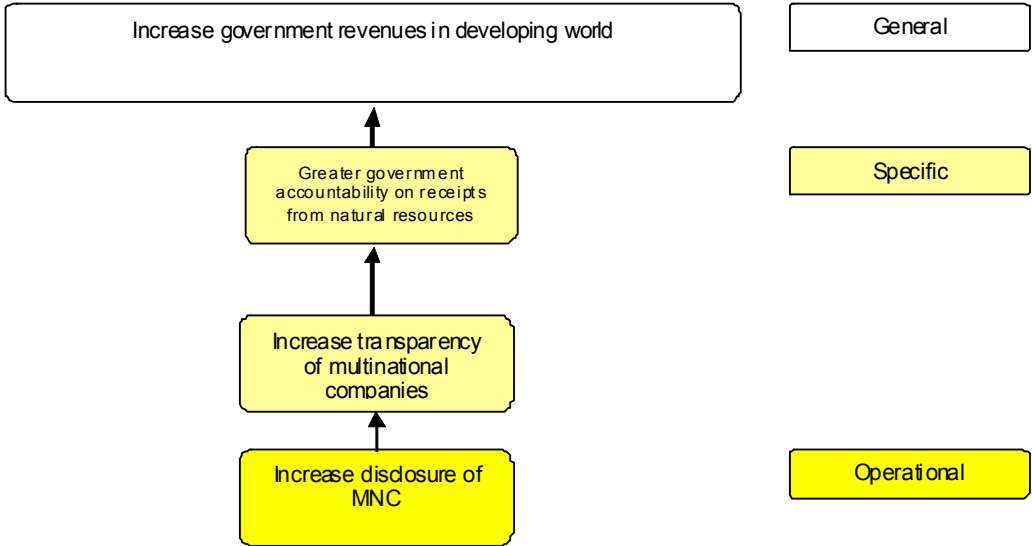 Increase government revenues in developing world
General
Greater government
accountability on receipts
from natural resources
Specific
Increase transparency
of multinational
companies
Increase disclosure of
MNC
Operational